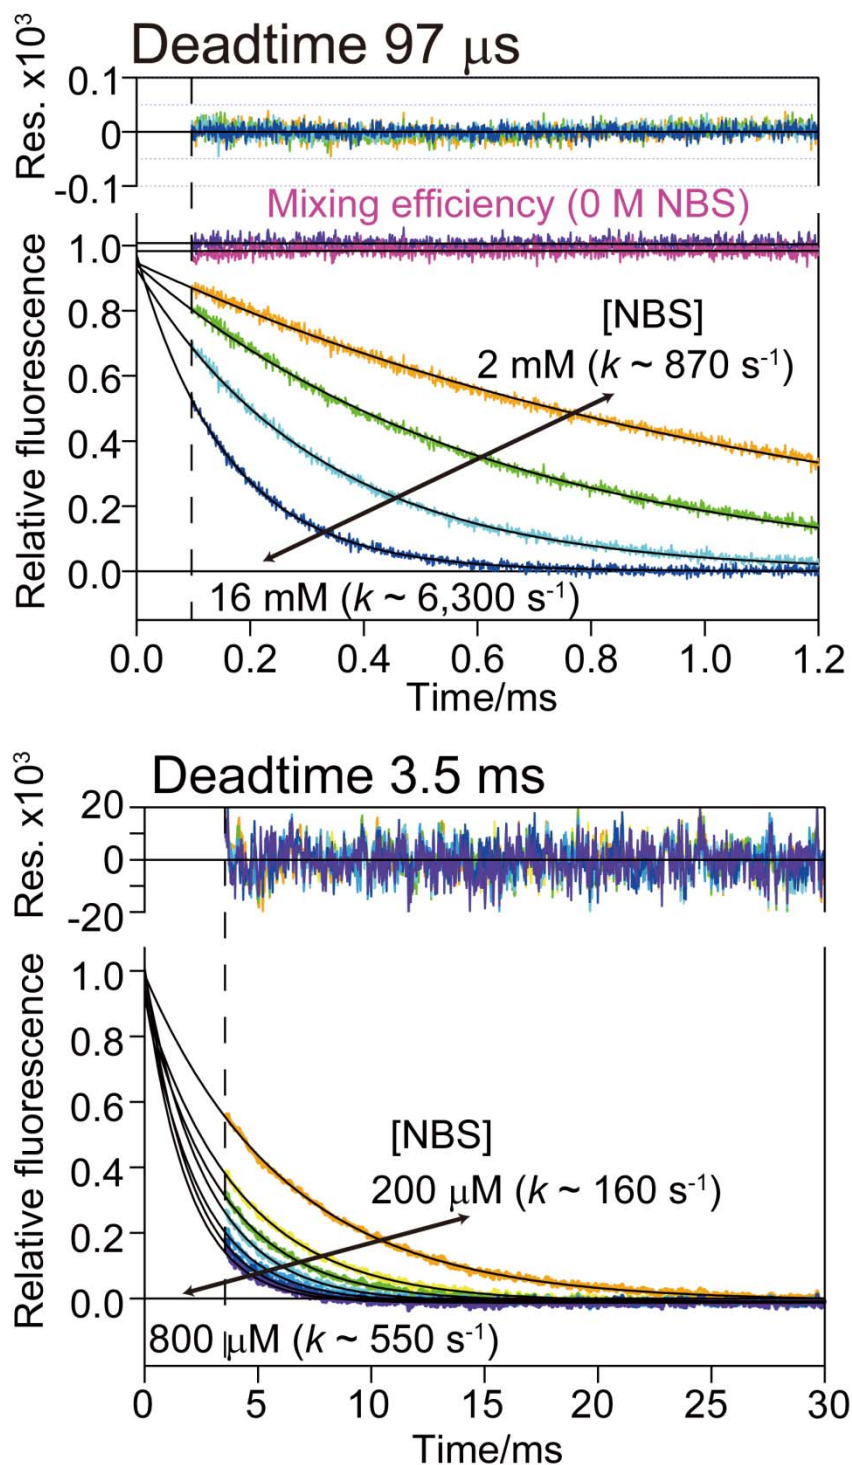 Deadtime 97 μs
Res. x10³
0.1
0
-0.1
Mixing efficiency (0 M NBS)
Relative fluorescence
1.0
0.8
0.6
0.4
0.2
0.0
[NBS]
2 mM (k ~ 870 s⁻¹)
16 mM (k ~ 6,300 s⁻¹)
0.0 0.2 0.4 0.6 0.8 1.0 1.2
Time/ms
Deadtime 3.5 ms
Res. x10³
20
0
-20
Relative fluorescence
1.0
0.8
0.6
0.4
0.2
0.0
[NBS]
200 μM (k ~ 160 s⁻¹)
800 μM (k ~ 550 s⁻¹)
0 5 10 15 20 25 30
Time/ms